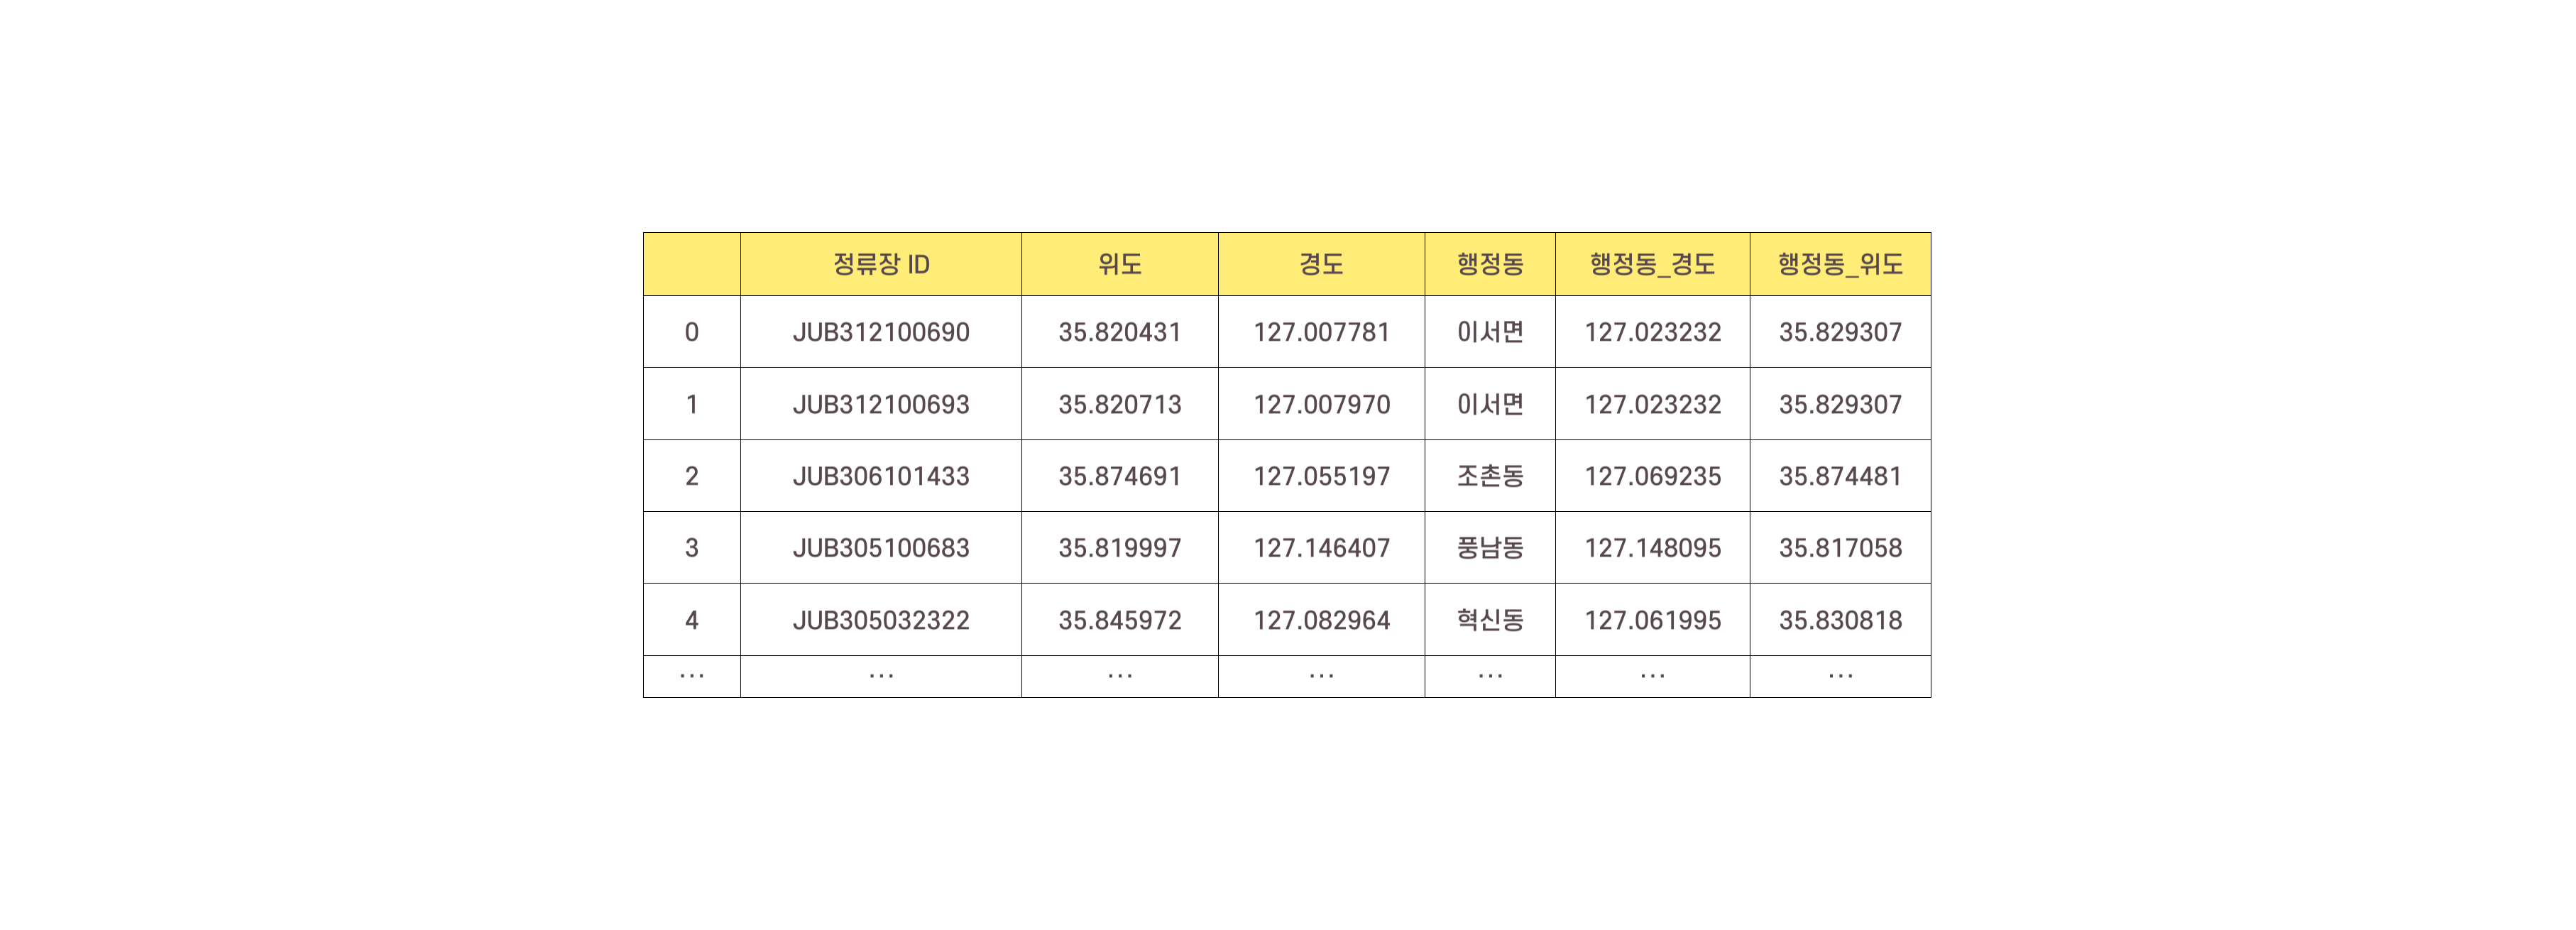 정류장 ID 위도 경도 행정동 행정동_경도 행정동_위도
0 JUB312100690 35.820431 127.007781 이서면 127.023232 35.829307
1 JUB312100693 35.820713 127.007970 이서면 127.023232 35.829307
2 JUB306101433 35.874691 127.055197 조촌동 127.069235 35.874481
3 JUB305100683 35.819997 127.146407 풍남동 127.148095 35.817058
4 JUB305032322 35.845972 127.082964 혁신동 127.061995 35.830818
… … … … … … …